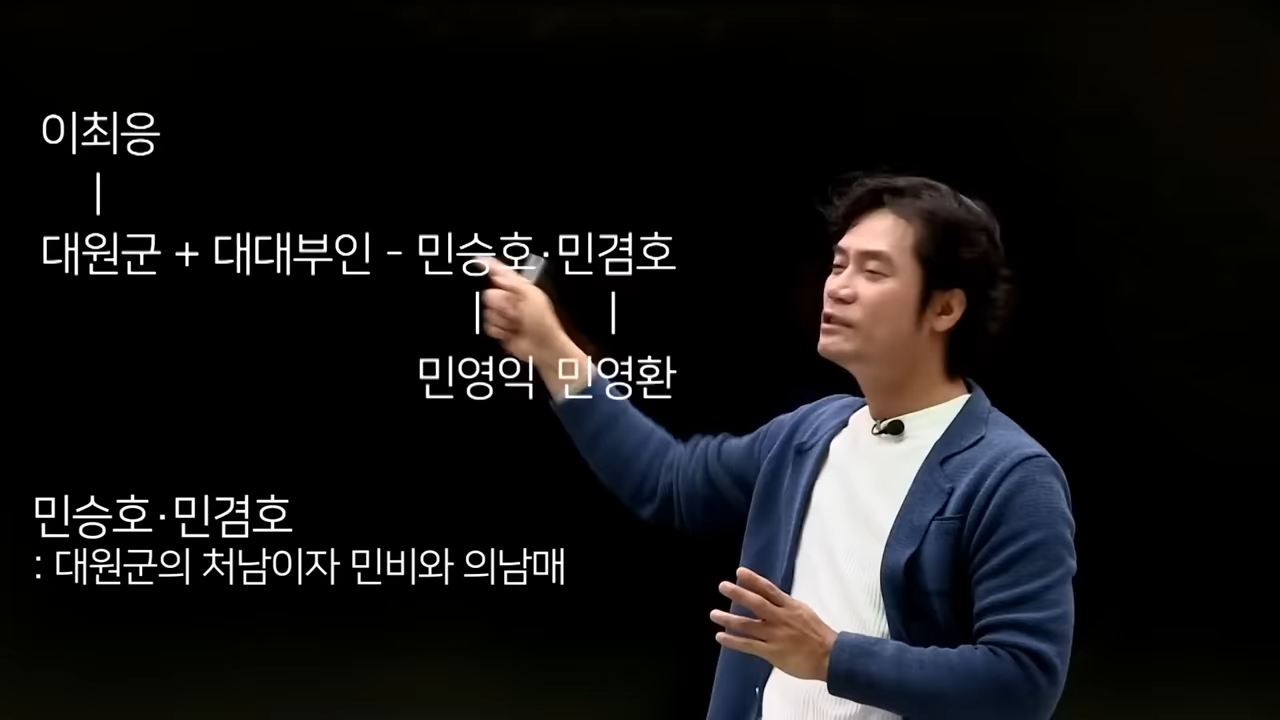 이최응
|
대원군 + 대대부인 - 민승호·민겸호
| |
민영익 민영환
민승호·민겸호
: 대원군의 처남이자 민비와 의남매